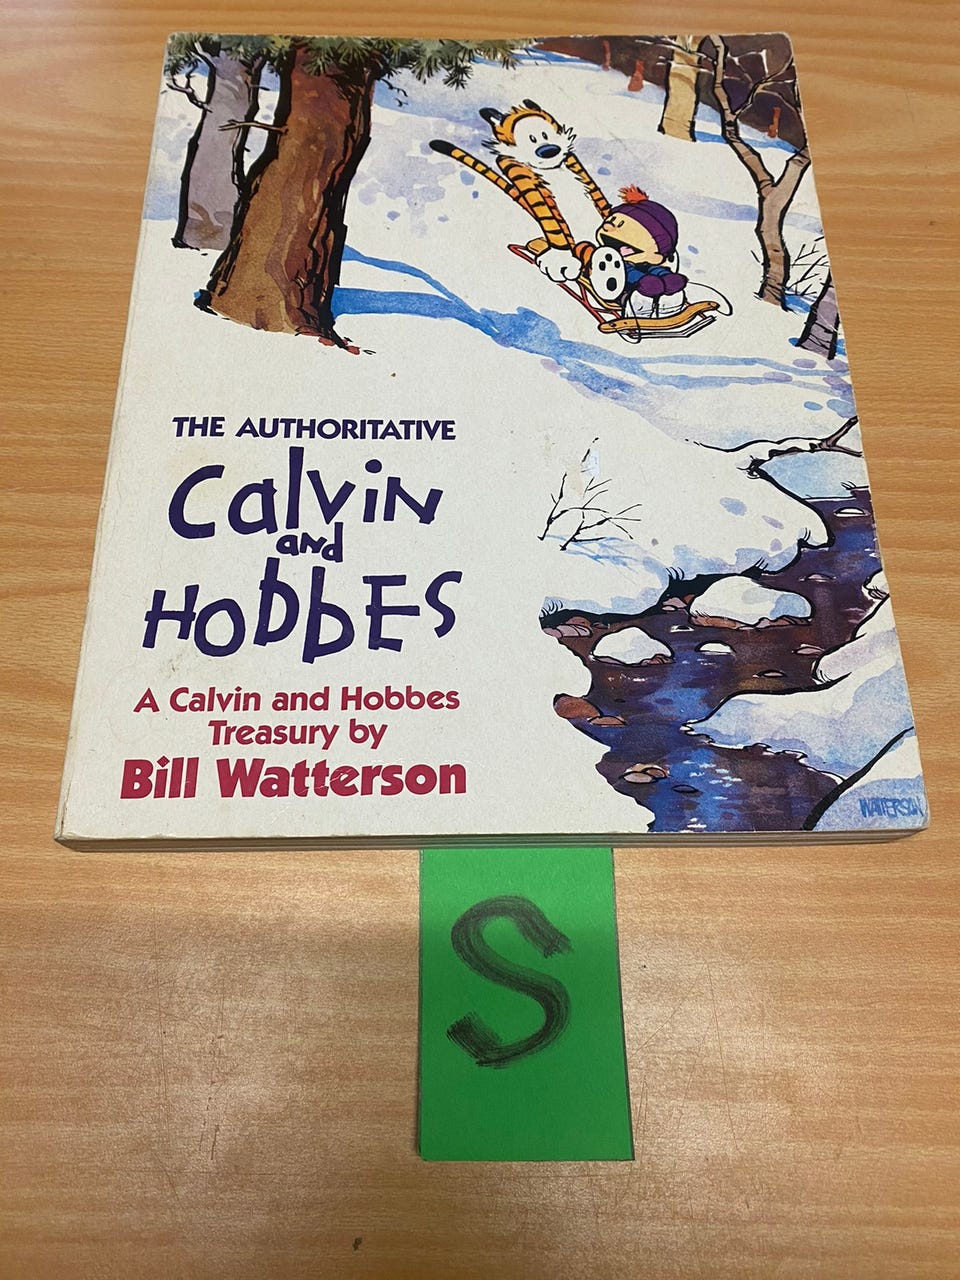 THE AUTHORITATIVE
Calvin
and
HobbES
A Calvin and Hobbes
Treasury by
Bill Watterson
WATTERSON
S